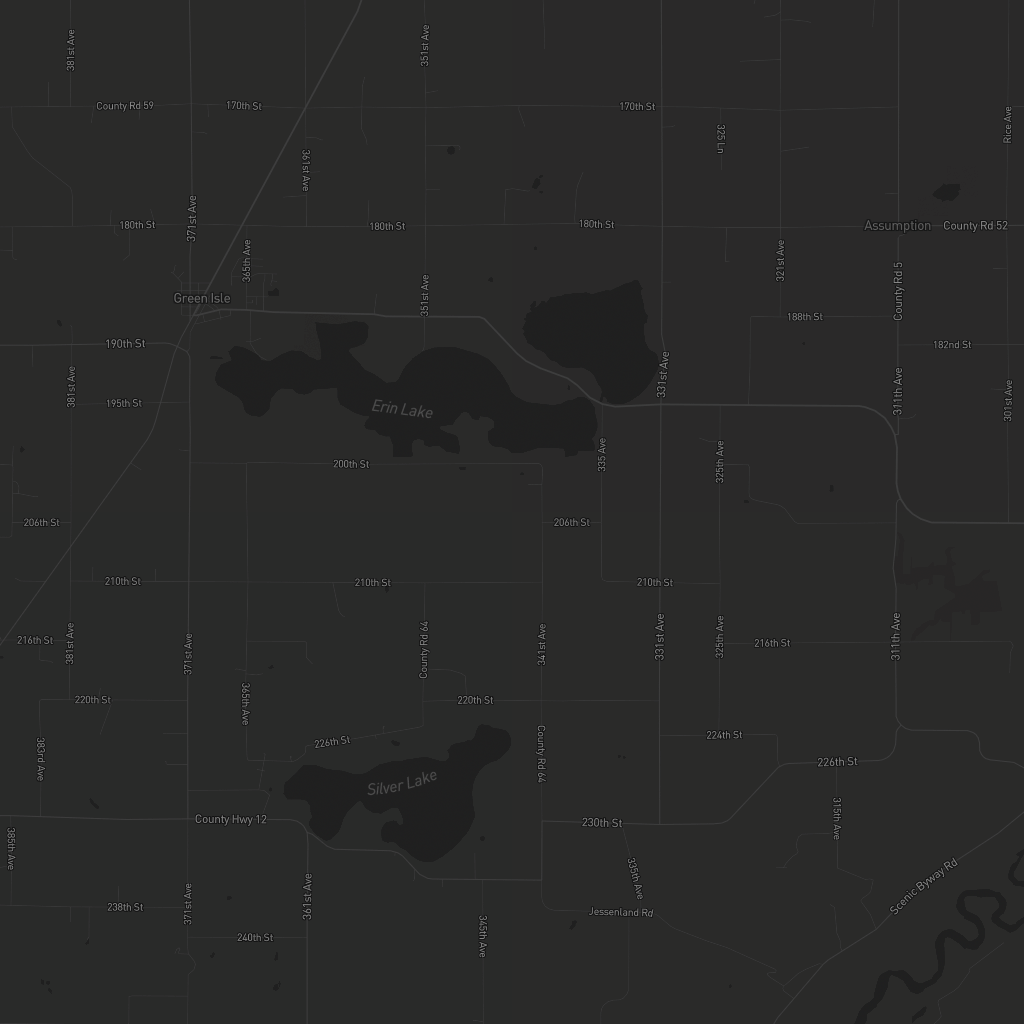 381st Ave
351st Ave
County Rd 59
170th St
170th St
Rice Ave
325 Ln
361st Ave
371st Ave
180th St
180th St
180th St
Assumption
County Rd 52
365th Ave
321st Ave
351st Ave
County Rd 5
Green Isle
188th St
190th St
182nd St
331st Ave
381st Ave
311th Ave
301st Ave
195th St
Erin Lake
335 Ave
325th Ave
200th St
206th St
206th St
210th St
210th St
210th St
216th St
381st Ave
371st Ave
County Rd 64
341st Ave
331st Ave
325th Ave
216th St
311th Ave
220th St
365th Ave
220th St
383rd Ave
226th St
County Rd 64
224th St
226th St
Silver Lake
County Hwy 12
230th St
315th Ave
385th Ave
335th Ave
Scenic Byway Rd
371st Ave
361st Ave
238th St
Jessenland Rd
240th St
345th Ave